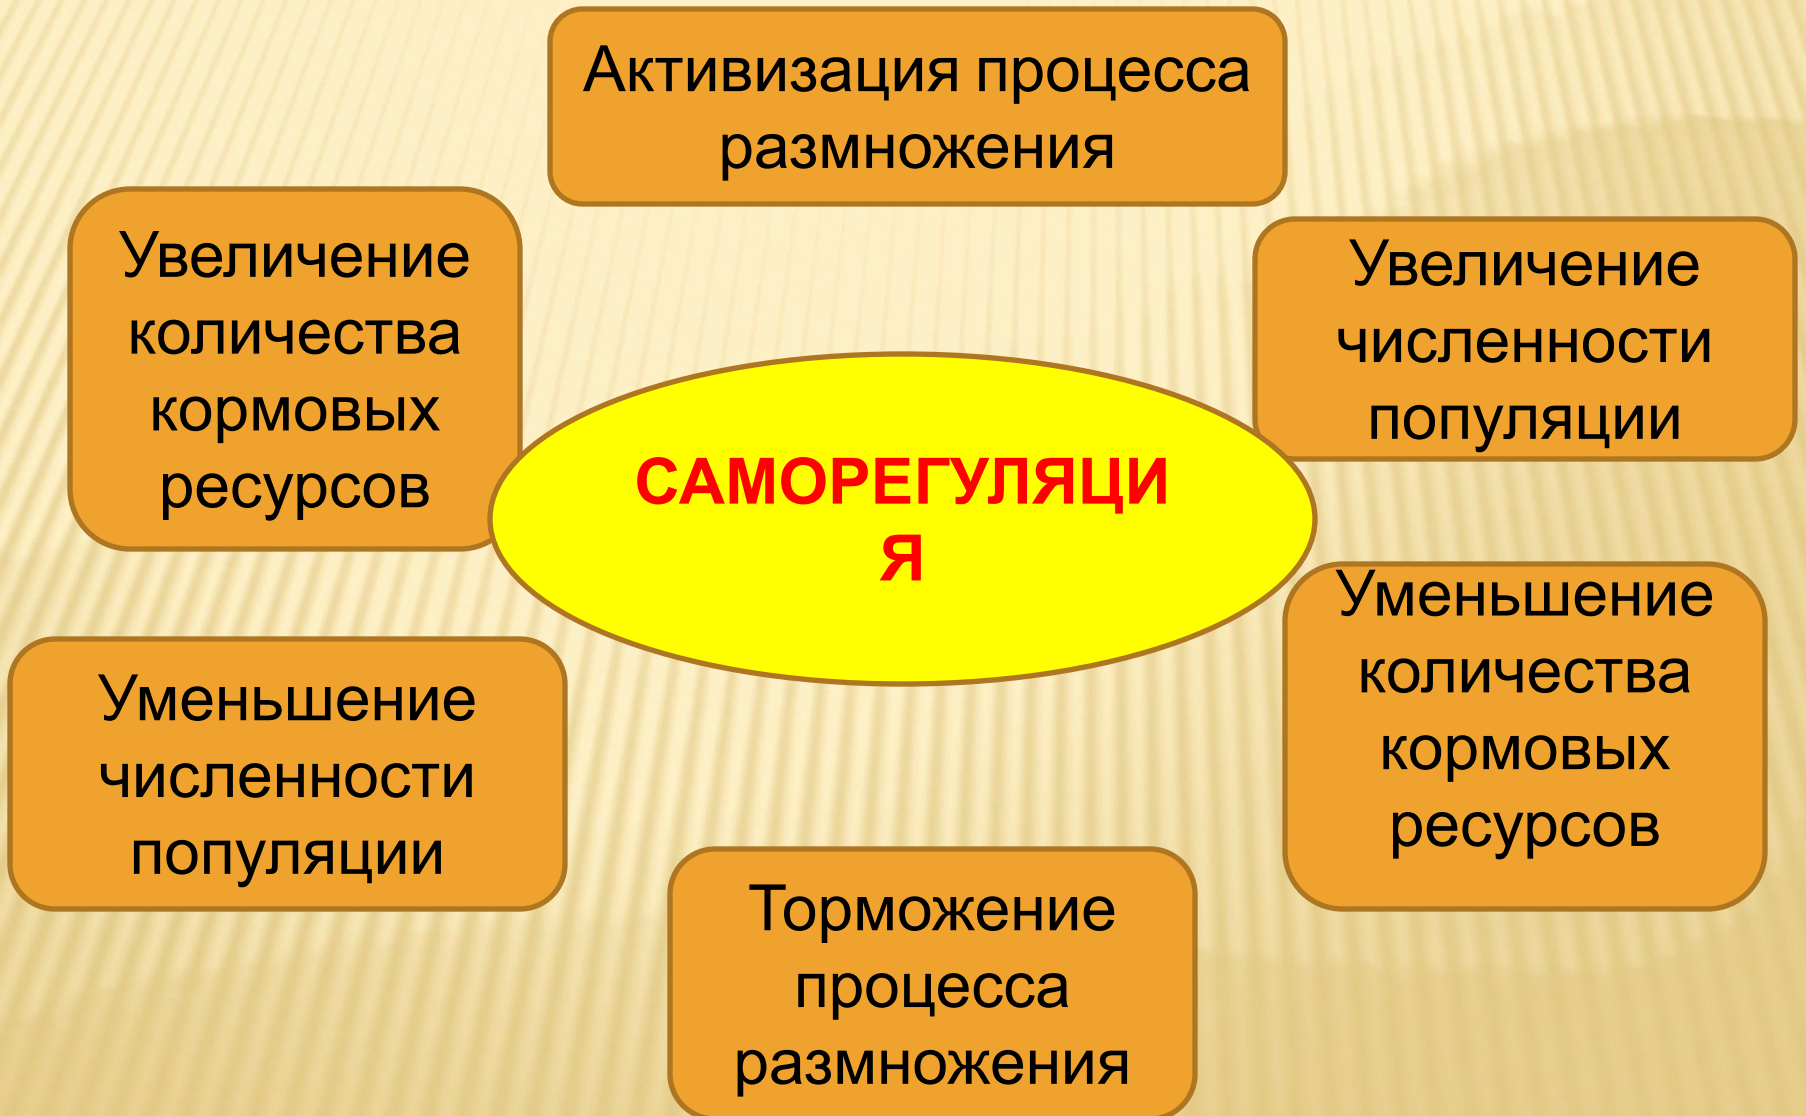 Активизация процесса
размножения
Увеличение
количества
кормовых
ресурсов
Увеличение
численности
популяции
САМОРЕГУЛЯЦИ
Я
Уменьшение
численности
популяции
Уменьшение
количества
кормовых
ресурсов
Торможение
процесса
размножения